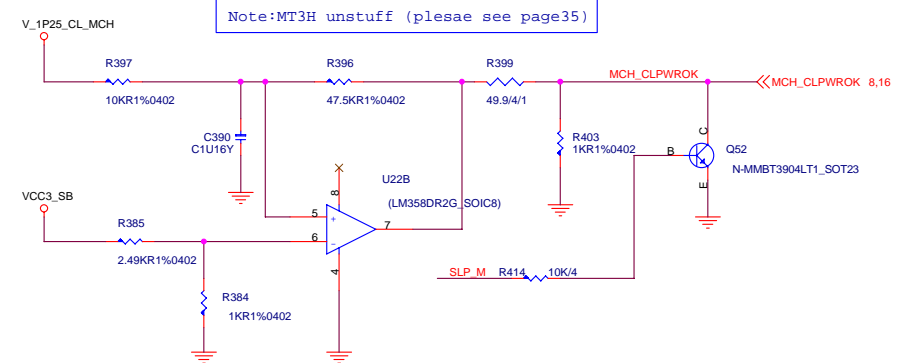 Note:MT3H unstuff (plesae see page35)
V_1P25_CL_MCH
R397
10KR1%0402
R396
47.5KR1%0402
R399
49.9/4/1
MCH_CLPWROK
MCH_CLPWROK 8,16
C390
C1U16Y
R403
1KR1%0402
C
B
E
Q52
N-MMBT3904LT1_SOT23
U22B
(LM358DR2G_SOIC8)
8
5
+
6
-
7
4
VCC3_SB
R385
2.49KR1%0402
R384
1KR1%0402
SLP_M
R414
10K/4